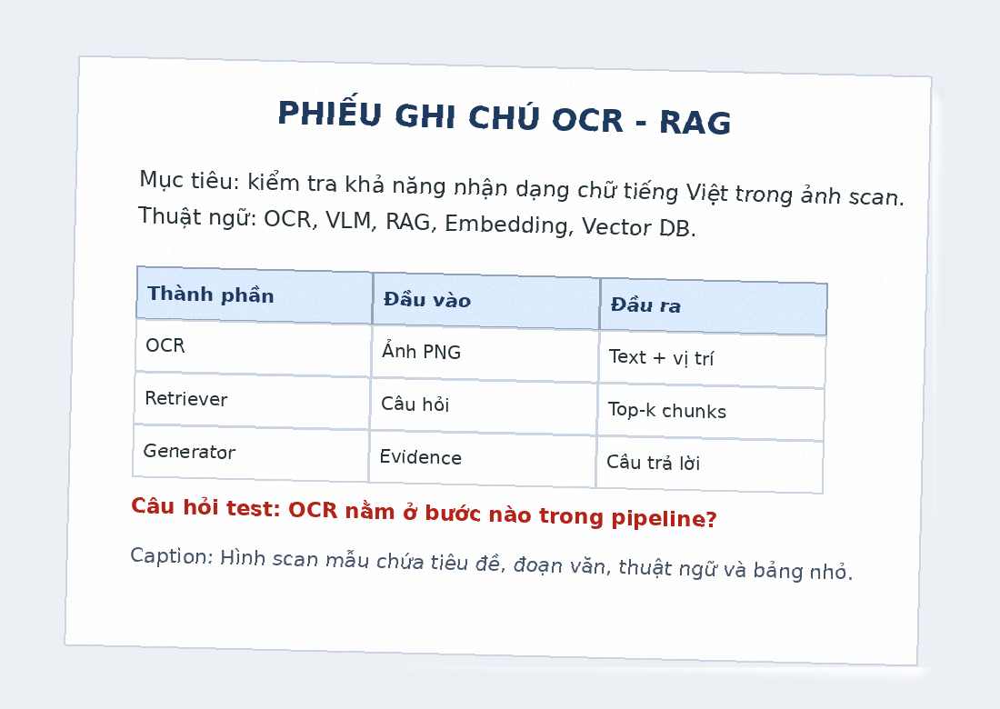 PHIẾU GHI CHÚ OCR - RAG
Mục tiêu: kiểm tra khả năng nhận dạng chữ tiếng Việt trong ảnh scan.
Thuật ngữ: OCR, VLM, RAG, Embedding, Vector DB.
Thành phần Đầu vào Đầu ra
OCR Ảnh PNG Text + vị trí
Retriever Câu hỏi Top-k chunks
Generator Evidence Câu trả lời
Câu hỏi test: OCR nằm ở bước nào trong pipeline?
Caption: Hình scan mẫu chứa tiêu đề, đoạn văn, thuật ngữ và bảng nhỏ.